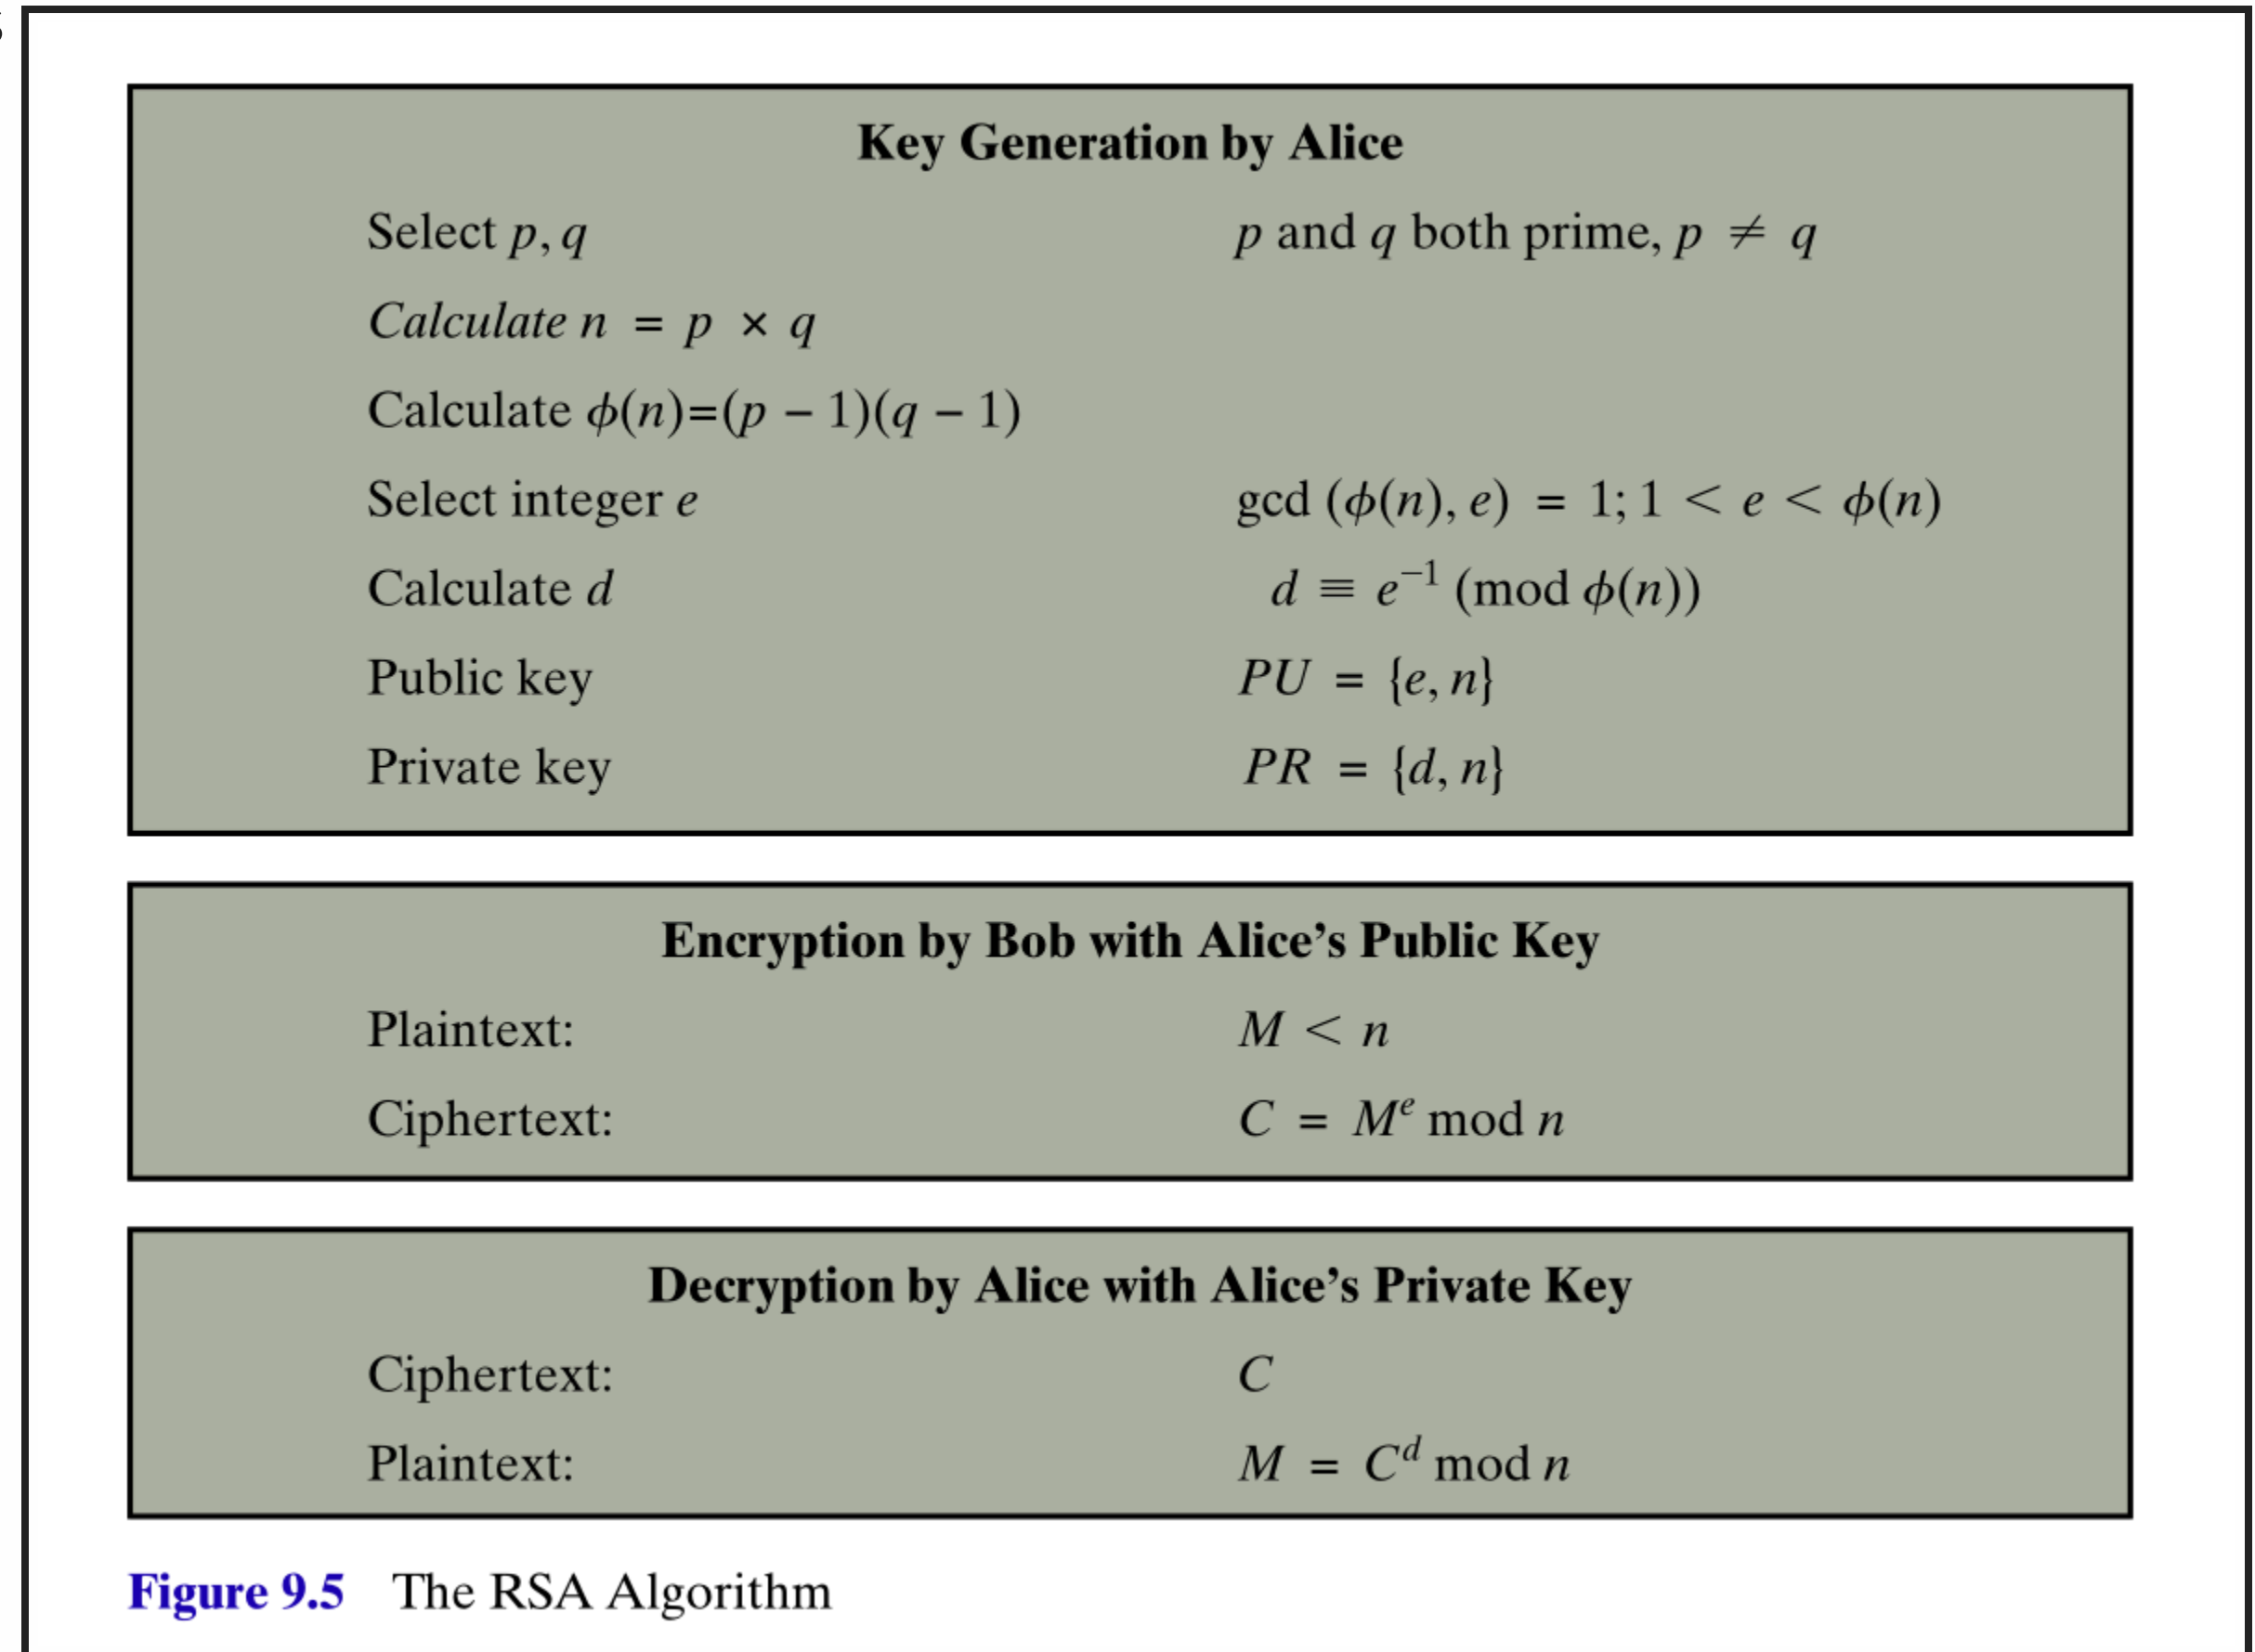 Key Generation by Alice
Select p, q p and q both prime, p ≠ q
Calculate n = p × q
Calculate ϕ(n)=(p − 1)(q − 1)
Select integer e gcd (ϕ(n), e) = 1; 1 < e < ϕ(n)
Calculate d d ≡ e⁻¹ (mod ϕ(n))
Public key PU = {e, n}
Private key PR = {d, n}
Encryption by Bob with Alice’s Public Key
Plaintext: M < n
Ciphertext: C = Mᵉ mod n
Decryption by Alice with Alice’s Private Key
Ciphertext: C
Plaintext: M = Cᵈ mod n
Figure 9.5 The RSA Algorithm